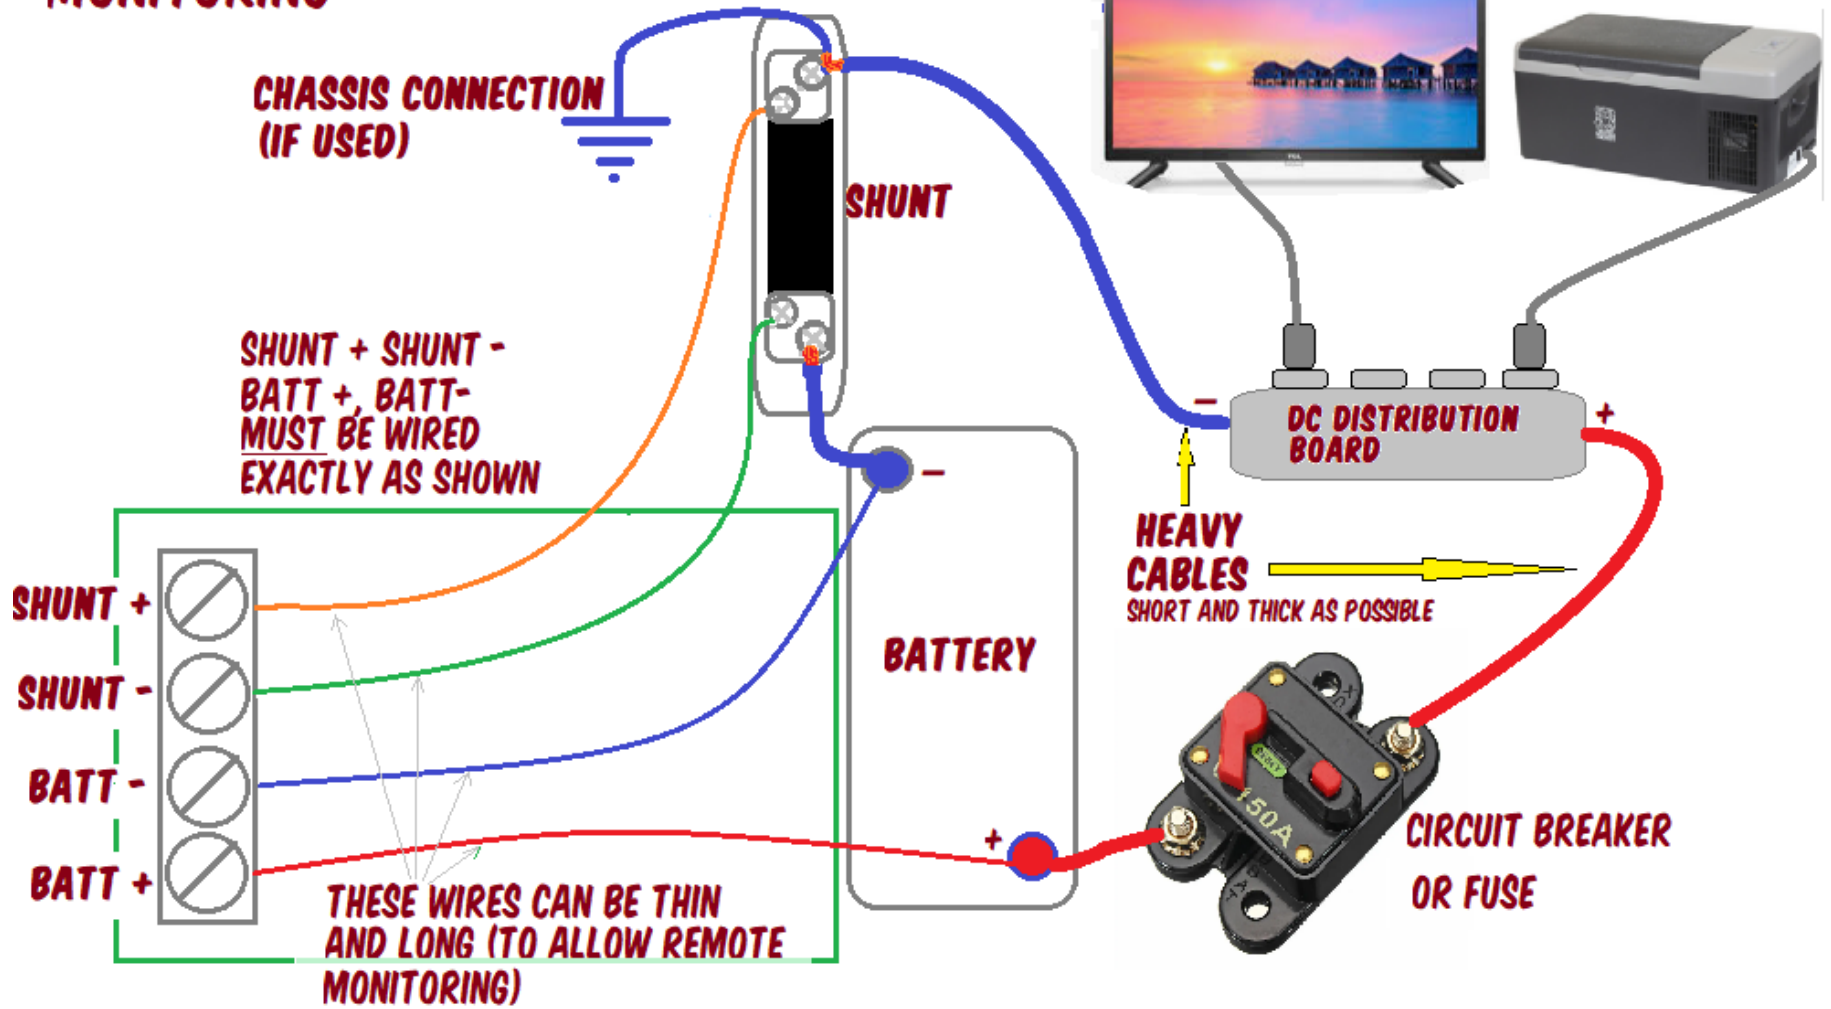 MONITORING
CHASSIS CONNECTION
(IF USED)
SHUNT
TCL
SHUNT + SHUNT -
BATT +, BATT-
MUST BE WIRED
EXACTLY AS SHOWN
-
+
DC DISTRIBUTION
BOARD
HEAVY
CABLES
SHORT AND THICK AS POSSIBLE
SHUNT +
SHUNT -
BATT -
BATT +
-
BATTERY
+
150A
CIRCUIT BREAKER
OR FUSE
THESE WIRES CAN BE THIN
AND LONG (TO ALLOW REMOTE
MONITORING)